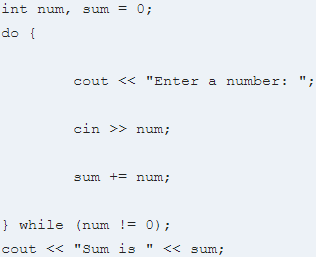 int num, sum = 0;
do {
cout << "Enter a number: ";
cin >> num;
sum += num;
} while (num != 0);
cout << "Sum is " << sum;